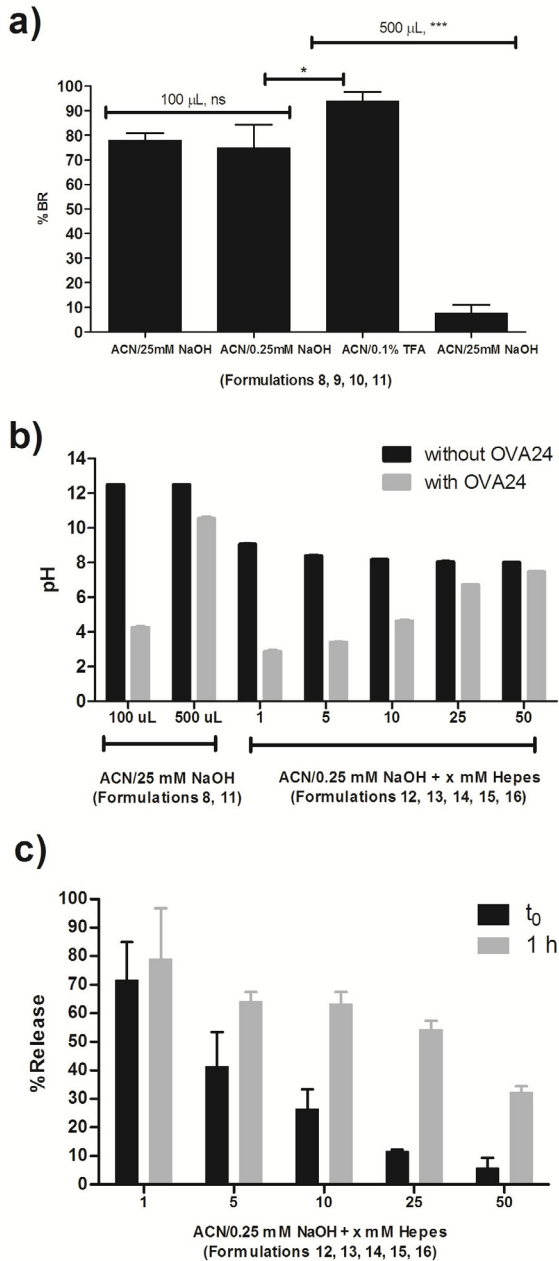 a)
500 μL, ***
*
100 μL, ns
100
90
80
70
60
50
40
30
20
10
0
% BR
ACN/25mM NaOH ACN/0.25mM NaOH ACN/0.1% TFA ACN/25mM NaOH
(Formulations 8, 9, 10, 11)
b)
without OVA24
with OVA24
14
12
10
8
6
4
2
0
pH
100 uL 500 uL 1 5 10 25 50
ACN/25 mM NaOH
(Formulations 8, 11)
ACN/0.25 mM NaOH + x mM Hepes
(Formulations 12, 13, 14, 15, 16)
c)
t0
1 h
100
90
80
70
60
50
40
30
20
10
0
%Release
1 5 10 25 50
ACN/0.25 mM NaOH + x mM Hepes
(Formulations 12, 13, 14, 15, 16)